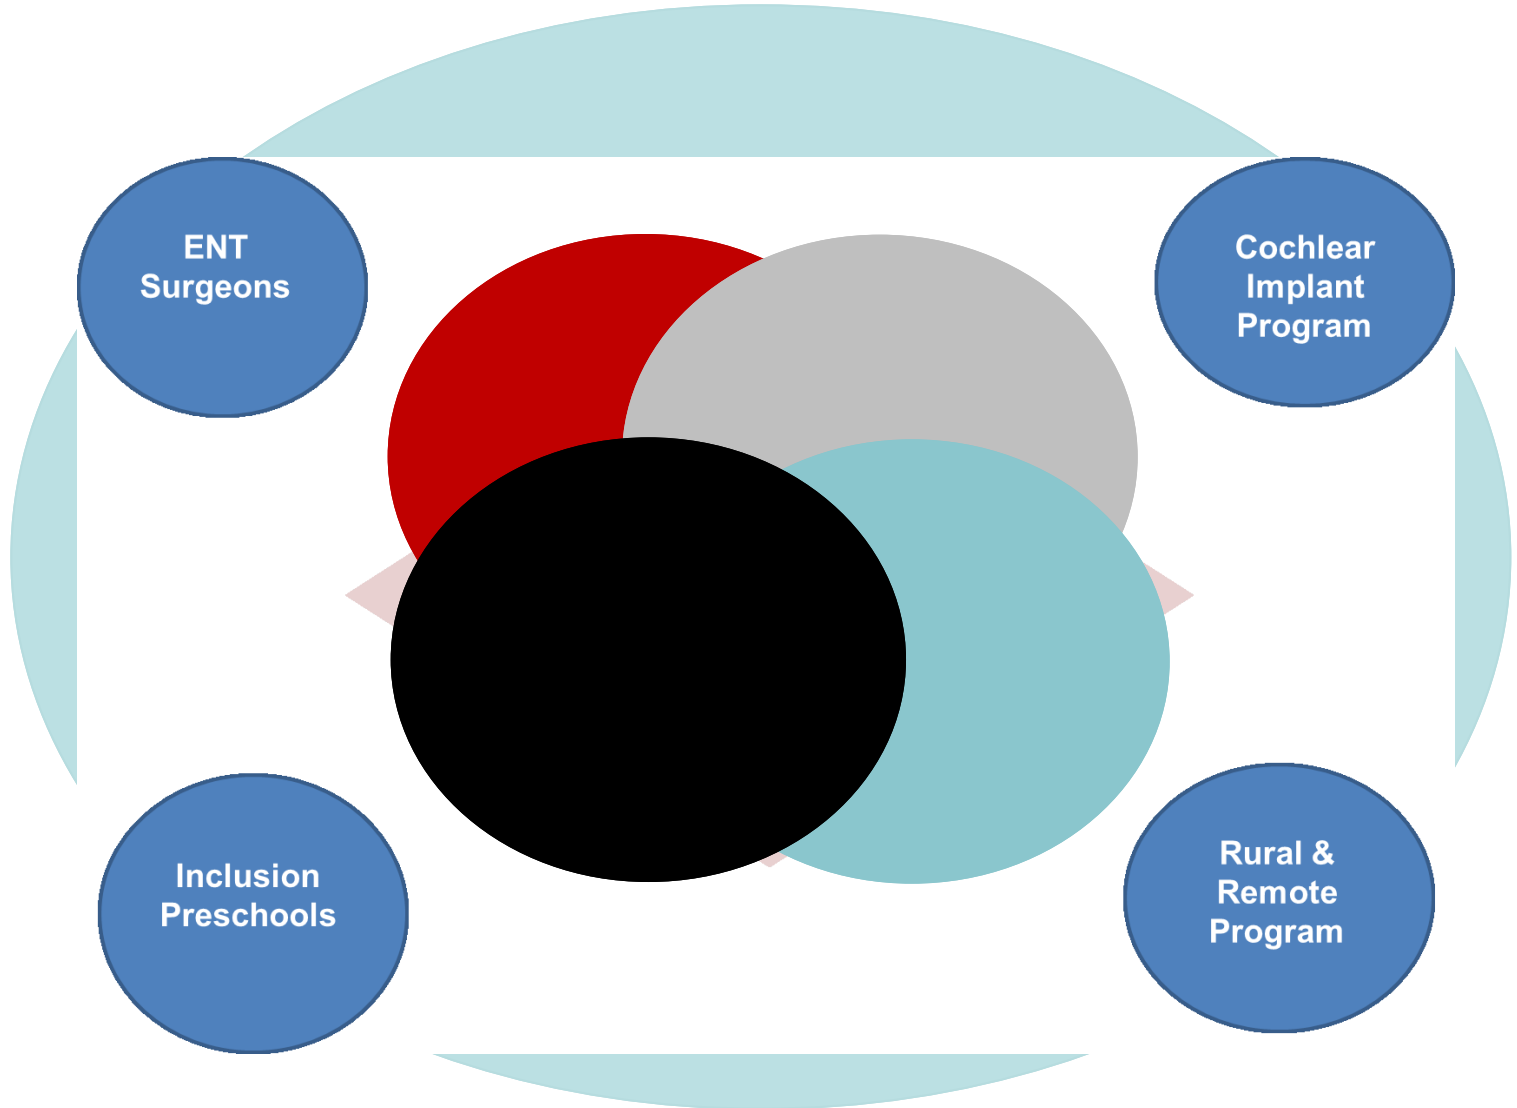 ENT
Surgeons
Cochlear
Implant
Program
Inclusion
Preschools
Rural &
Remote
Program